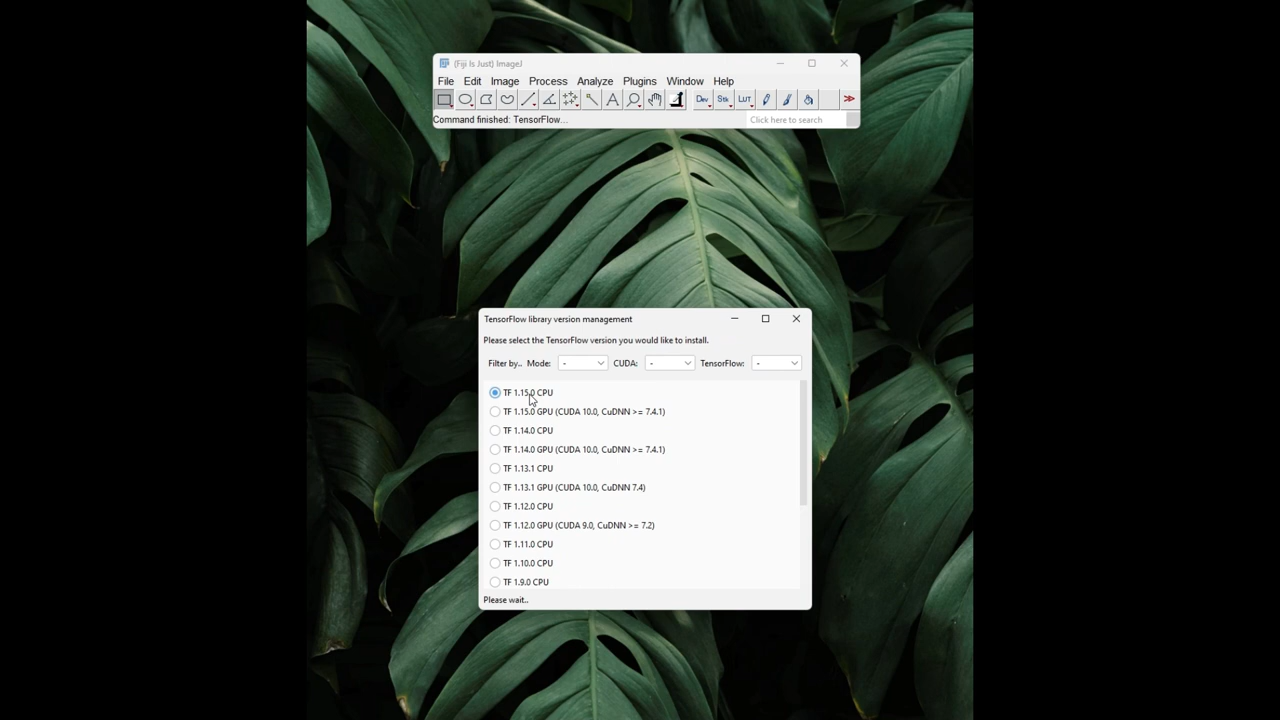 (Fiji Is Just) ImageJ
File Edit Image Process Analyze Plugins Window Help
Dev Stk LUT
Command finished: TensorFlow... Click here to search
TensorFlow library version management
Please select the TensorFlow version you would like to install.
Filter by.. Mode: - CUDA: - TensorFlow: -
TF 1.15.0 CPU
TF 1.15.0 GPU (CUDA 10.0, CuDNN >= 7.4.1)
TF 1.14.0 CPU
TF 1.14.0 GPU (CUDA 10.0, CuDNN >= 7.4.1)
TF 1.13.1 CPU
TF 1.13.1 GPU (CUDA 10.0, CuDNN 7.4)
TF 1.12.0 CPU
TF 1.12.0 GPU (CUDA 9.0, CuDNN >= 7.2)
TF 1.11.0 CPU
TF 1.10.0 CPU
TF 1.9.0 CPU
Please wait..